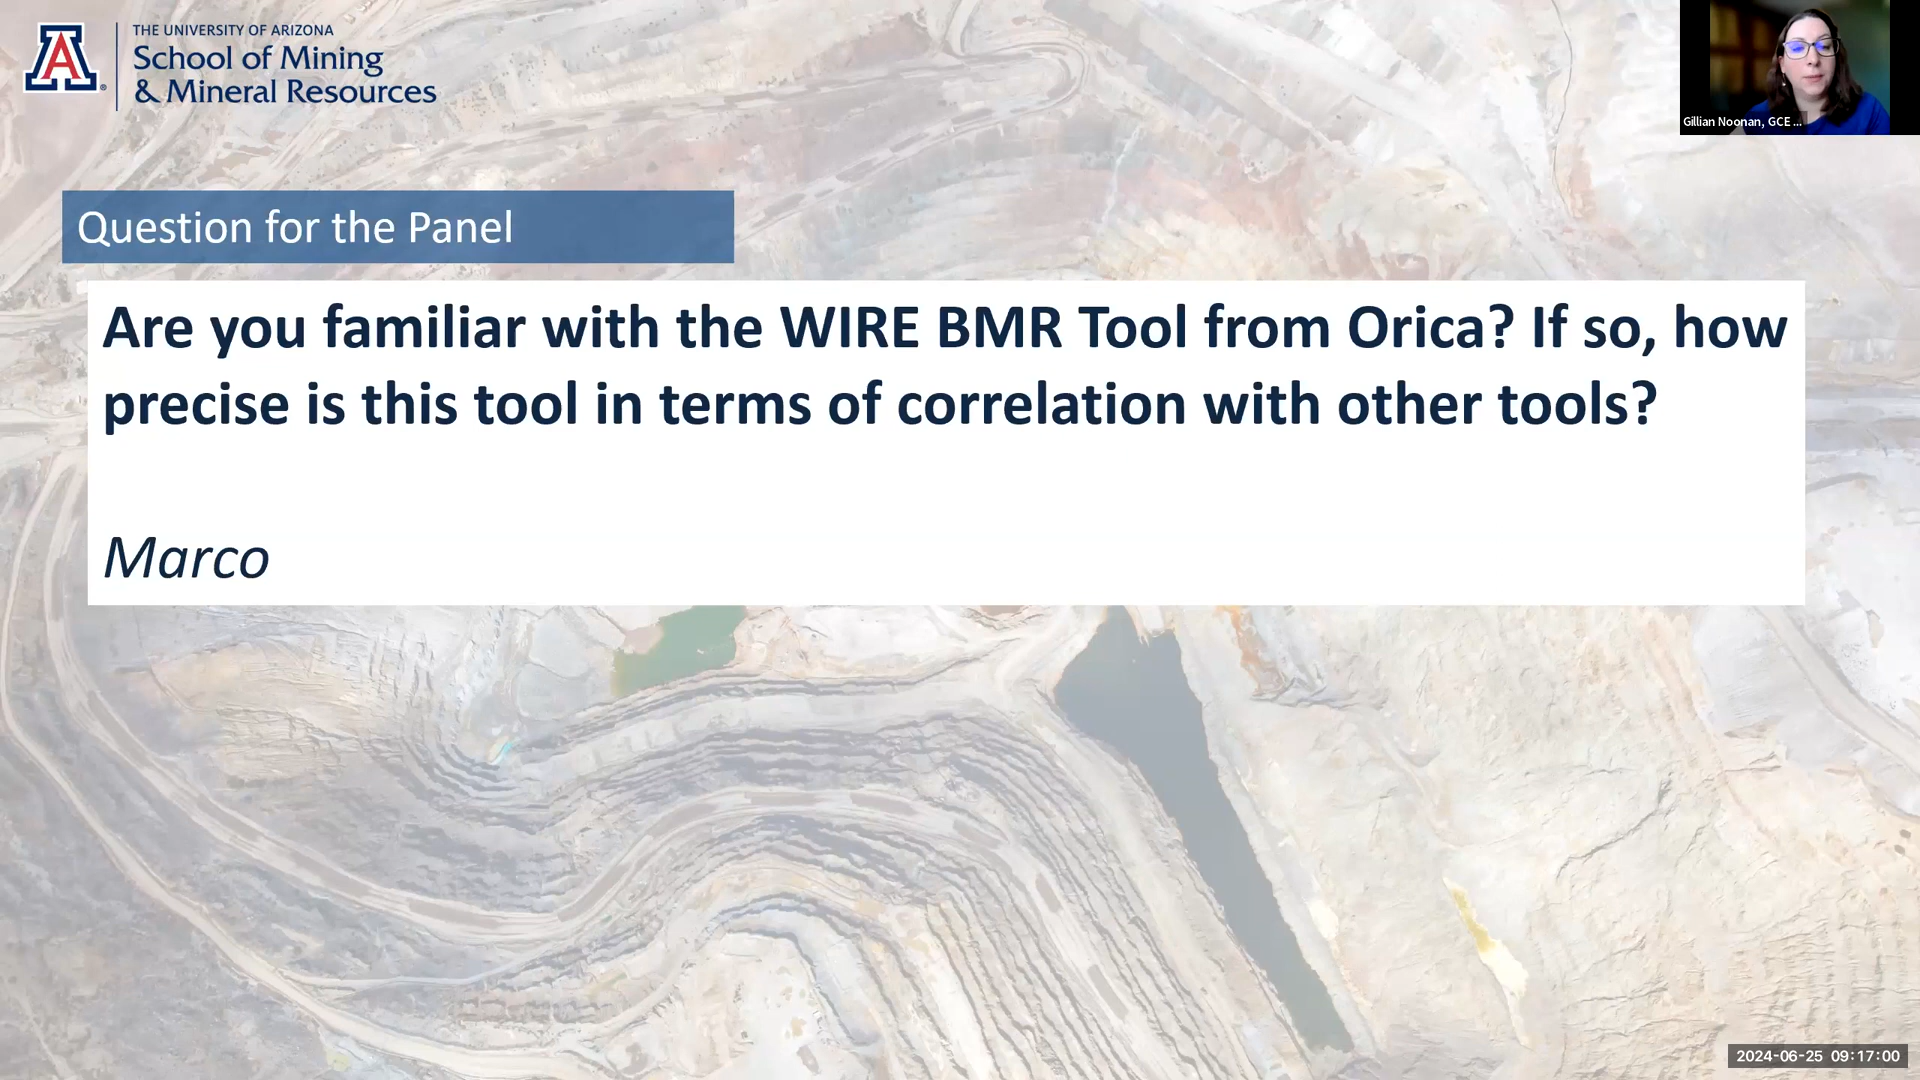 THE UNIVERSITY OF ARIZONA
School of Mining
& Mineral Resources
A
Gillian Noonan, GCE ...
Question for the Panel
Are you familiar with the WIRE BMR Tool from Orica? If so, how
precise is this tool in terms of correlation with other tools?
Marco
2024-06-25 09:17:00